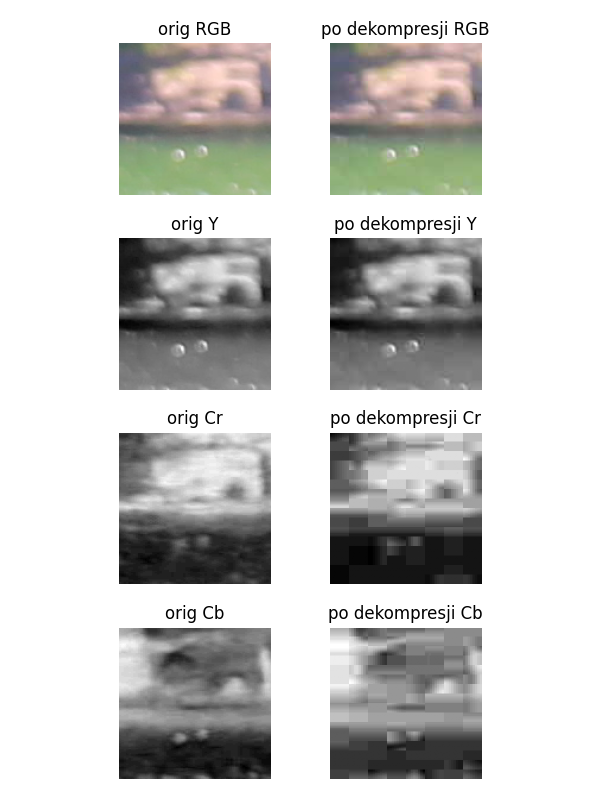 orig RGB
po dekompresji RGB
orig Y
po dekompresji Y
orig Cr
po dekompresji Cr
orig Cb
po dekompresji Cb